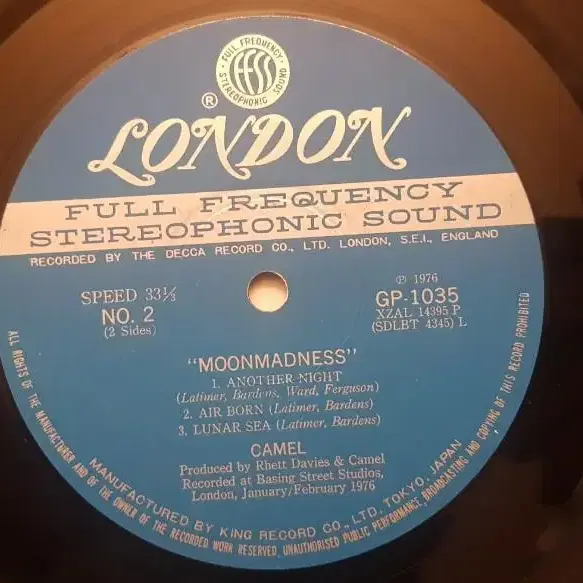 FULL FREQUENCY
ffss
STEREOPHONIC SOUND
®
LONDON
FULL FREQUENCY
STEREOPHONIC SOUND
RECORDED BY THE DECCA RECORD CO., LTD. LONDON, S.E.I., ENGLAND
SPEED 33⅓
NO. 2
(2 Sides)
℗ 1976
GP-1035
XZAL 14395 P
(SDLBT 4345) L
"MOONMADNESS"
1. ANOTHER NIGHT
(Latimer, Bardens, Ward, Ferguson)
2. AIR BORN (Latimer, Bardens)
3. LUNAR SEA (Latimer, Bardens)
CAMEL
Produced by Rhett Davies & Camel
Recorded at Basing Street Studios,
London, January/February 1976
MANUFACTURED BY KING RECORD CO., LTD. TOKYO, JAPAN
ALL RIGHTS OF THE MANUFACTURER AND OF THE OWNER OF THE RECORDED WORK RESERVED, UNAUTHORISED PUBLIC PERFORMANCE, BROADCASTING AND COPYING OF THIS RECORD PROHIBITED